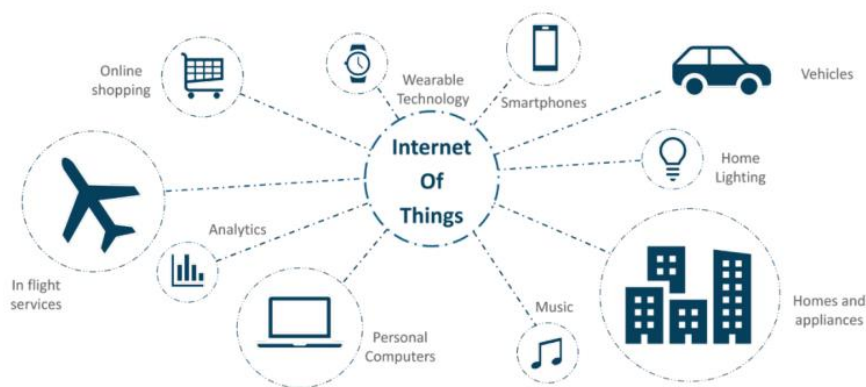 Online
shopping
Wearable
Technology
Smartphones
Vehicles
Internet
Of
Things
Home
Lighting
Analytics
In flight
services
Personal
Computers
Music
Homes and
appliances